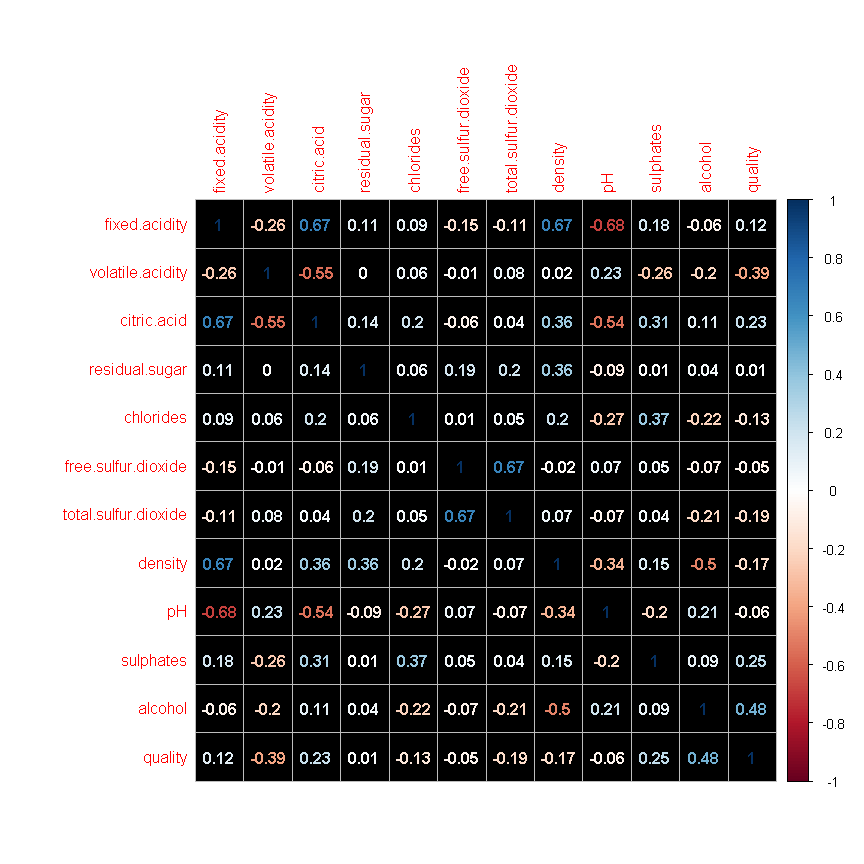 fixed.acidity volatile.acidity citric.acid residual.sugar chlorides free.sulfur.dioxide total.sulfur.dioxide density pH sulphates alcohol quality
fixed.acidity 1 -0.26 0.67 0.11 0.09 -0.15 -0.11 0.67 -0.68 0.18 -0.06 0.12
volatile.acidity -0.26 1 -0.55 0 0.06 -0.01 0.08 0.02 0.23 -0.26 -0.2 -0.39
citric.acid 0.67 -0.55 1 0.14 0.2 -0.06 0.04 0.36 -0.54 0.31 0.11 0.23
residual.sugar 0.11 0 0.14 1 0.06 0.19 0.2 0.36 -0.09 0.01 0.04 0.01
chlorides 0.09 0.06 0.2 0.06 1 0.01 0.05 0.2 -0.27 0.37 -0.22 -0.13
free.sulfur.dioxide -0.15 -0.01 -0.06 0.19 0.01 1 0.67 -0.02 0.07 0.05 -0.07 -0.05
total.sulfur.dioxide -0.11 0.08 0.04 0.2 0.05 0.67 1 0.07 -0.07 0.04 -0.21 -0.19
density 0.67 0.02 0.36 0.36 0.2 -0.02 0.07 1 -0.34 0.15 -0.5 -0.17
pH -0.68 0.23 -0.54 -0.09 -0.27 0.07 -0.07 -0.34 1 -0.2 0.21 -0.06
sulphates 0.18 -0.26 0.31 0.01 0.37 0.05 0.04 0.15 -0.2 1 0.09 0.25
alcohol -0.06 -0.2 0.11 0.04 -0.22 -0.07 -0.21 -0.5 0.21 0.09 1 0.48
quality 0.12 -0.39 0.23 0.01 -0.13 -0.05 -0.19 -0.17 -0.06 0.25 0.48 1
1
0.8
0.6
0.4
0.2
0
-0.2
-0.4
-0.6
-0.8
-1